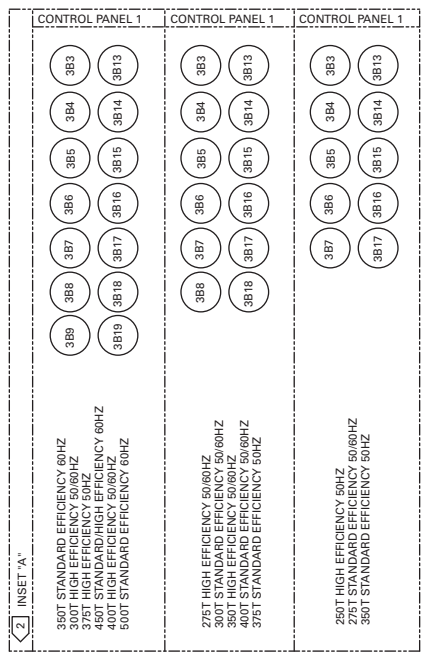 2 INSET "A"
CONTROL PANEL 1
3B3 3B4 3B5 3B6 3B7 3B8 3B9
3B13 3B14 3B15 3B16 3B17 3B18 3B19
350T STANDARD EFFICIENCY 60HZ
300T HIGH EFFICIENCY 50/60HZ
375T HIGH EFFICIENCY 50HZ
450T STANDARD/HIGH EFFICIENCY 60HZ
400T HIGH EFFICIENCY 50/60HZ
500T STANDARD EFFICIENCY 60HZ
CONTROL PANEL 1
3B3 3B4 3B5 3B6 3B7 3B8
3B13 3B14 3B15 3B16 3B17 3B18
275T HIGH EFFICIENCY 50/60HZ
300T STANDARD EFFICIENCY 50/60HZ
350T HIGH EFFICIENCY 50/60HZ
400T STANDARD EFFICIENCY 50/60HZ
375T STANDARD EFFICIENCY 50HZ
CONTROL PANEL 1
3B3 3B4 3B5 3B6 3B7
3B13 3B14 3B15 3B16 3B17
250T HIGH EFFICIENCY 50HZ
275T STANDARD EFFICIENCY 50/60HZ
350T STANDARD EFFICIENCY 50HZ